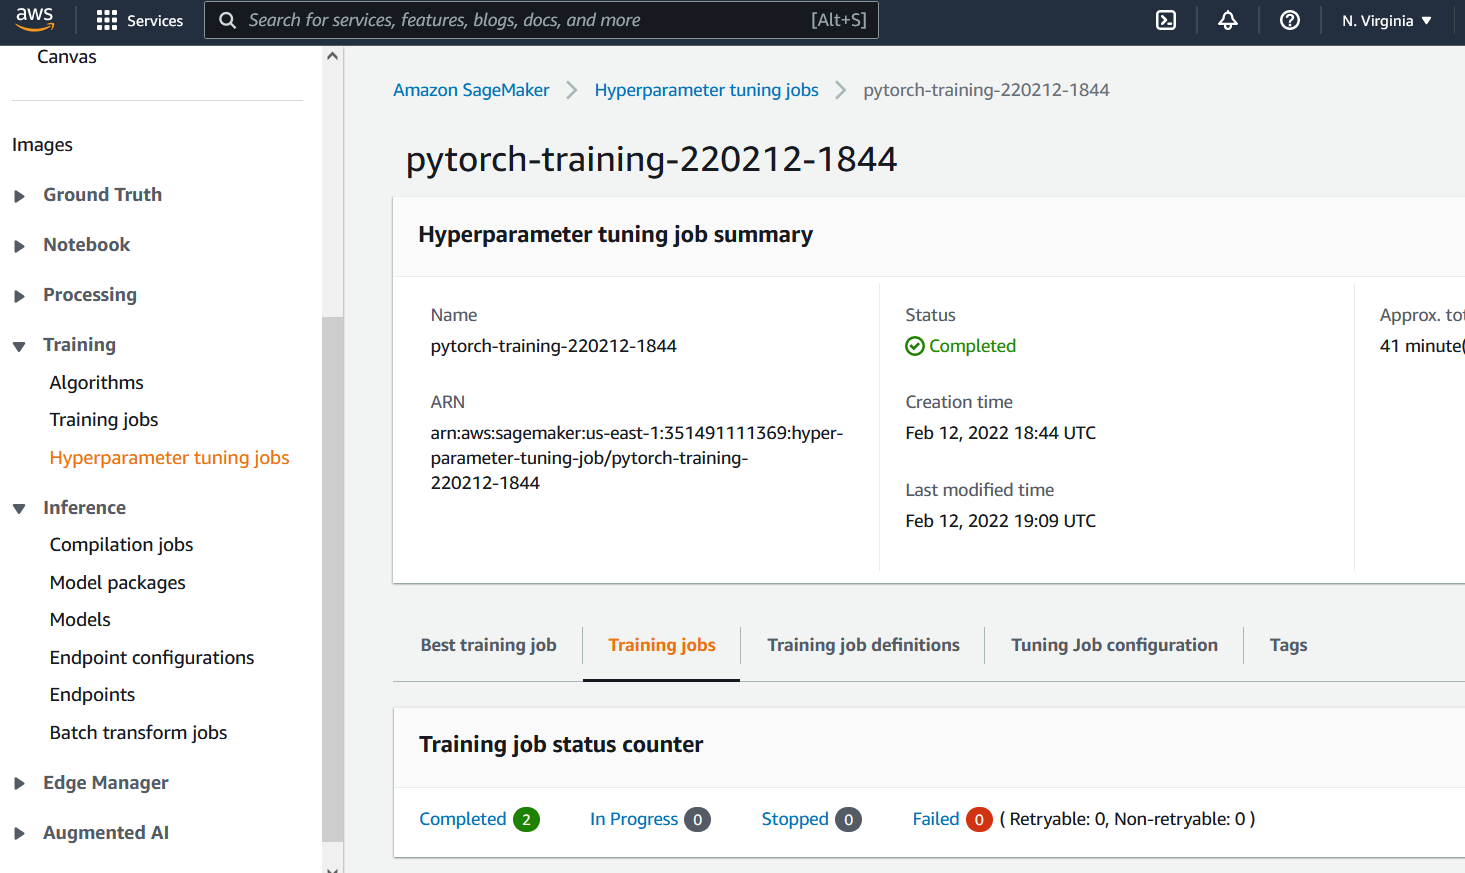 aws
Services
Search for services, features, blogs, docs, and more [Alt+S]
N. Virginia
Canvas
Images
Ground Truth
Notebook
Processing
Training
Algorithms
Training jobs
Hyperparameter tuning jobs
Inference
Compilation jobs
Model packages
Models
Endpoint configurations
Endpoints
Batch transform jobs
Edge Manager
Augmented AI
Amazon SageMaker > Hyperparameter tuning jobs > pytorch-training-220212-1844
pytorch-training-220212-1844
Hyperparameter tuning job summary
Name
pytorch-training-220212-1844
ARN
arn:aws:sagemaker:us-east-1:351491111369:hyper-
parameter-tuning-job/pytorch-training-
220212-1844
Status
Completed
Creation time
Feb 12, 2022 18:44 UTC
Last modified time
Feb 12, 2022 19:09 UTC
Approx.
41 minute(
Best training job
Training jobs
Training job definitions
Tuning Job configuration
Tags
Training job status counter
Completed 2 In Progress 0 Stopped 0 Failed 0 ( Retryable: 0, Non-retryable: 0 )